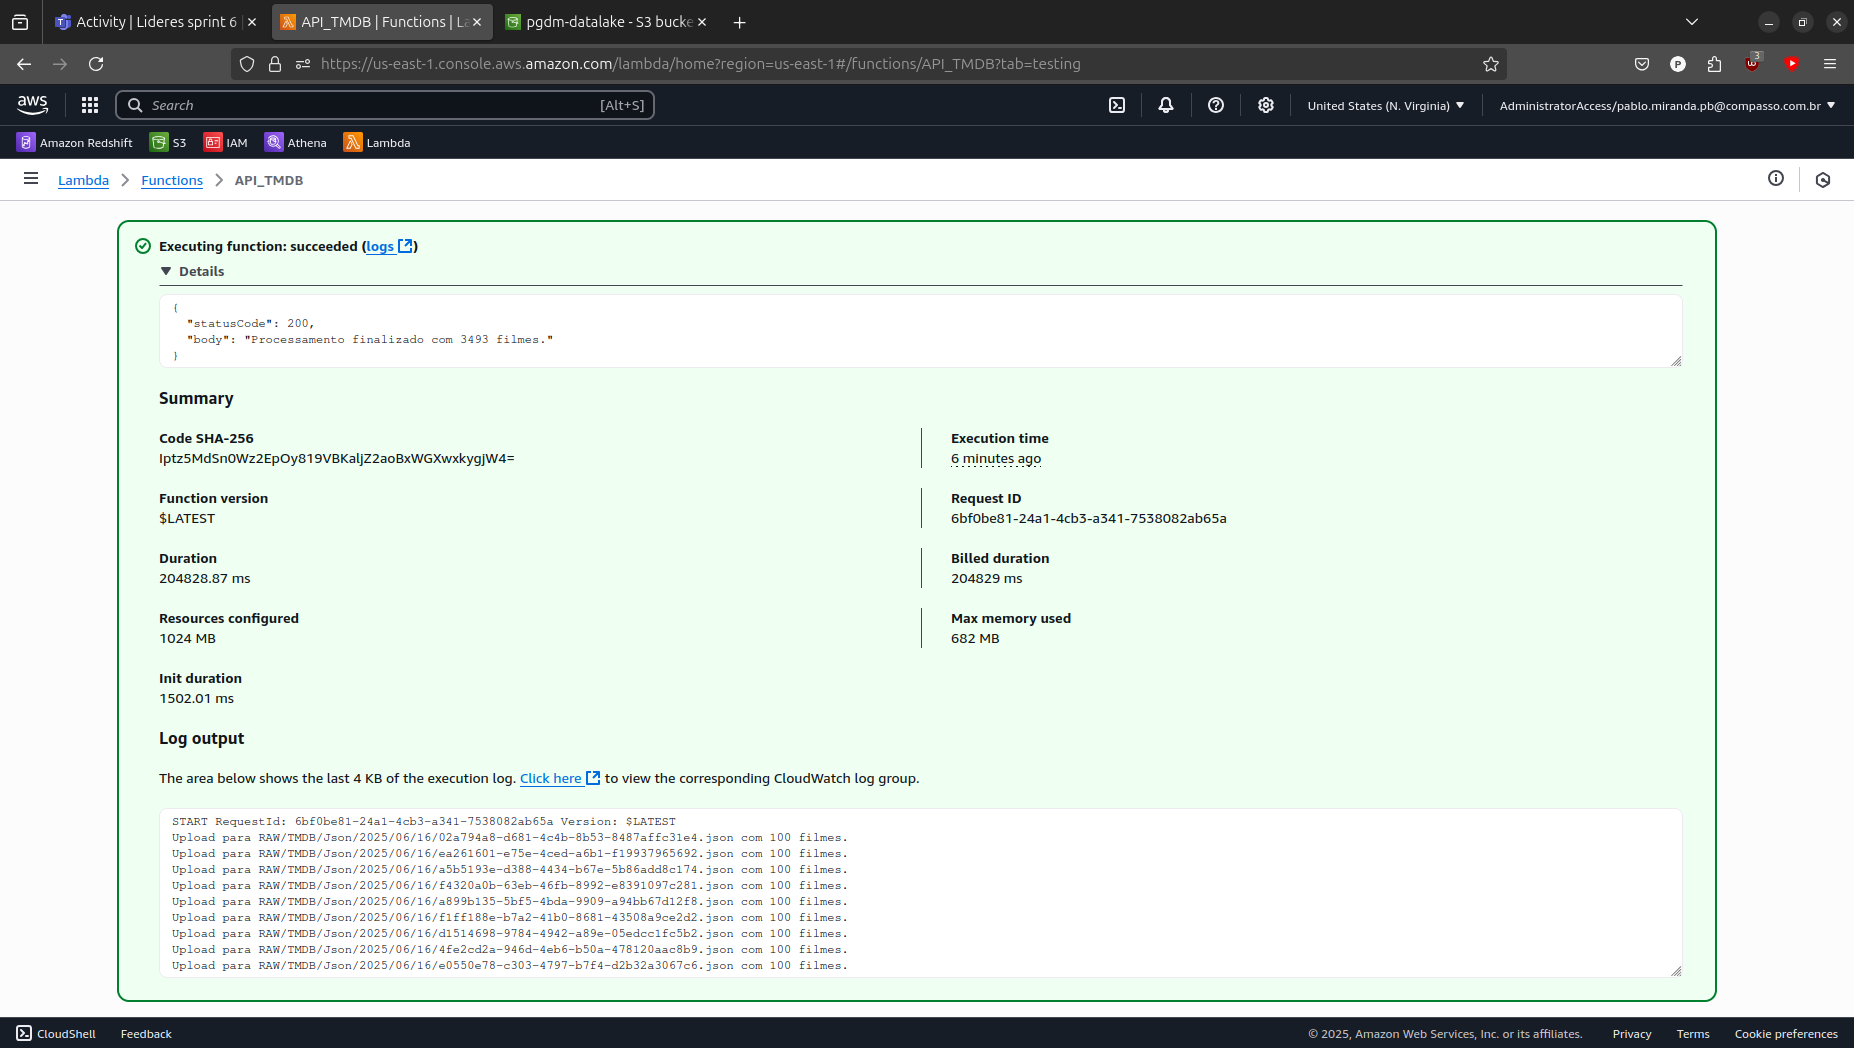 Activity | Lideres sprint 6
API_TMDB | Functions | La
pgdm-datalake - S3 bucke
https://us-east-1.console.aws.amazon.com/lambda/home?region=us-east-1#/functions/API_TMDB?tab=testing
3
P
aws
Search
[Alt+S]
United States (N. Virginia)
AdministratorAccess/pablo.miranda.pb@compasso.com.br
Amazon Redshift
S3
IAM
Athena
Lambda
Lambda
Functions
API_TMDB
Executing function: succeeded (logs)
Details
{
"statusCode": 200,
"body": "Processamento finalizado com 3493 filmes."
}
Summary
Code SHA-256
Iptz5MdSn0Wz2EpOy819VBKaljZ2aoBxWGXwxkygjW4=
Execution time
6 minutes ago
Function version
$LATEST
Request ID
6bf0be81-24a1-4cb3-a341-7538082ab65a
Duration
204828.87 ms
Billed duration
204829 ms
Resources configured
1024 MB
Max memory used
682 MB
Init duration
1502.01 ms
Log output
The area below shows the last 4 KB of the execution log. Click here to view the corresponding CloudWatch log group.
START RequestId: 6bf0be81-24a1-4cb3-a341-7538082ab65a Version: $LATEST
Upload para RAW/TMDB/Json/2025/06/16/02a794a8-d681-4c4b-8b53-8487affc31e4.json com 100 filmes.
Upload para RAW/TMDB/Json/2025/06/16/ea261601-e75e-4ced-a6b1-f19937965692.json com 100 filmes.
Upload para RAW/TMDB/Json/2025/06/16/a5b5193e-d388-4434-b67e-5b86add8c174.json com 100 filmes.
Upload para RAW/TMDB/Json/2025/06/16/f4320a0b-63eb-46fb-8992-e8391097c281.json com 100 filmes.
Upload para RAW/TMDB/Json/2025/06/16/a899b135-5bf5-4bda-9909-a94bb67d12f8.json com 100 filmes.
Upload para RAW/TMDB/Json/2025/06/16/f1ff188e-b7a2-41b0-8681-43508a9ce2d2.json com 100 filmes.
Upload para RAW/TMDB/Json/2025/06/16/d1514698-9784-4942-a89e-05edcc1fc5b2.json com 100 filmes.
Upload para RAW/TMDB/Json/2025/06/16/4fe2cd2a-946d-4eb6-b50a-478120aac8b9.json com 100 filmes.
Upload para RAW/TMDB/Json/2025/06/16/e0550e78-c303-4797-b7f4-d2b32a3067c6.json com 100 filmes.
CloudShell
Feedback
© 2025, Amazon Web Services, Inc. or its affiliates.
Privacy
Terms
Cookie preferences